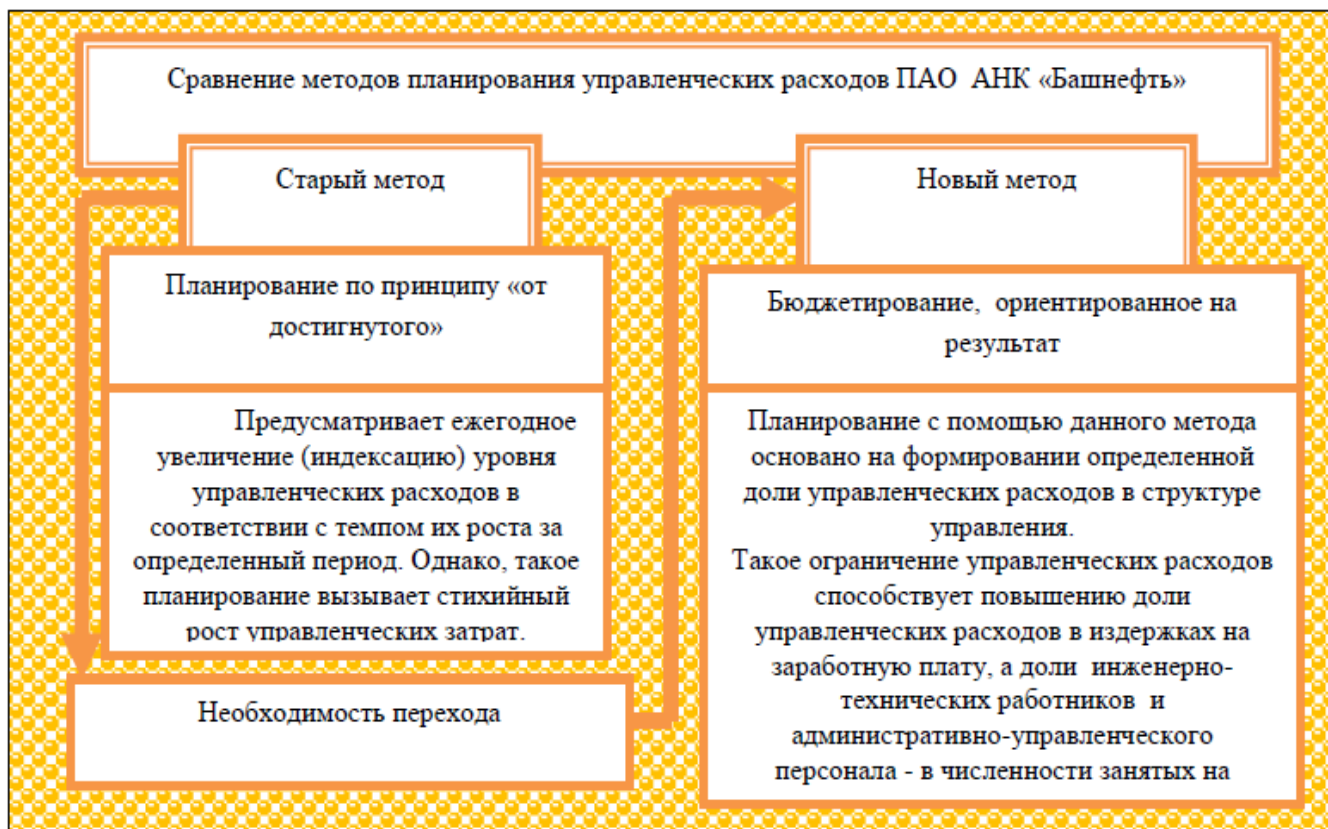 Сравнение методов планирования управленческих расходов ПАО АНК «Башнефть»
Старый метод
Планирование по принципу «от
достигнутого»
Предусматривает ежегодное
увеличение (индексацию) уровня
управленческих расходов в
соответствии с темпом их роста за
определенный период. Однако, такое
планирование вызывает стихийный
рост управленческих затрат.
Необходимость перехода
Новый метод
Бюджетирование, ориентированное на
результат
Планирование с помощью данного метода
основано на формировании определенной
доли управленческих расходов в структуре
управления.
Такое ограничение управленческих расходов
способствует повышению доли
управленческих расходов в издержках на
заработную плату, а доли инженерно-
технических работников и
административно-управленческого
персонала - в численности занятых на